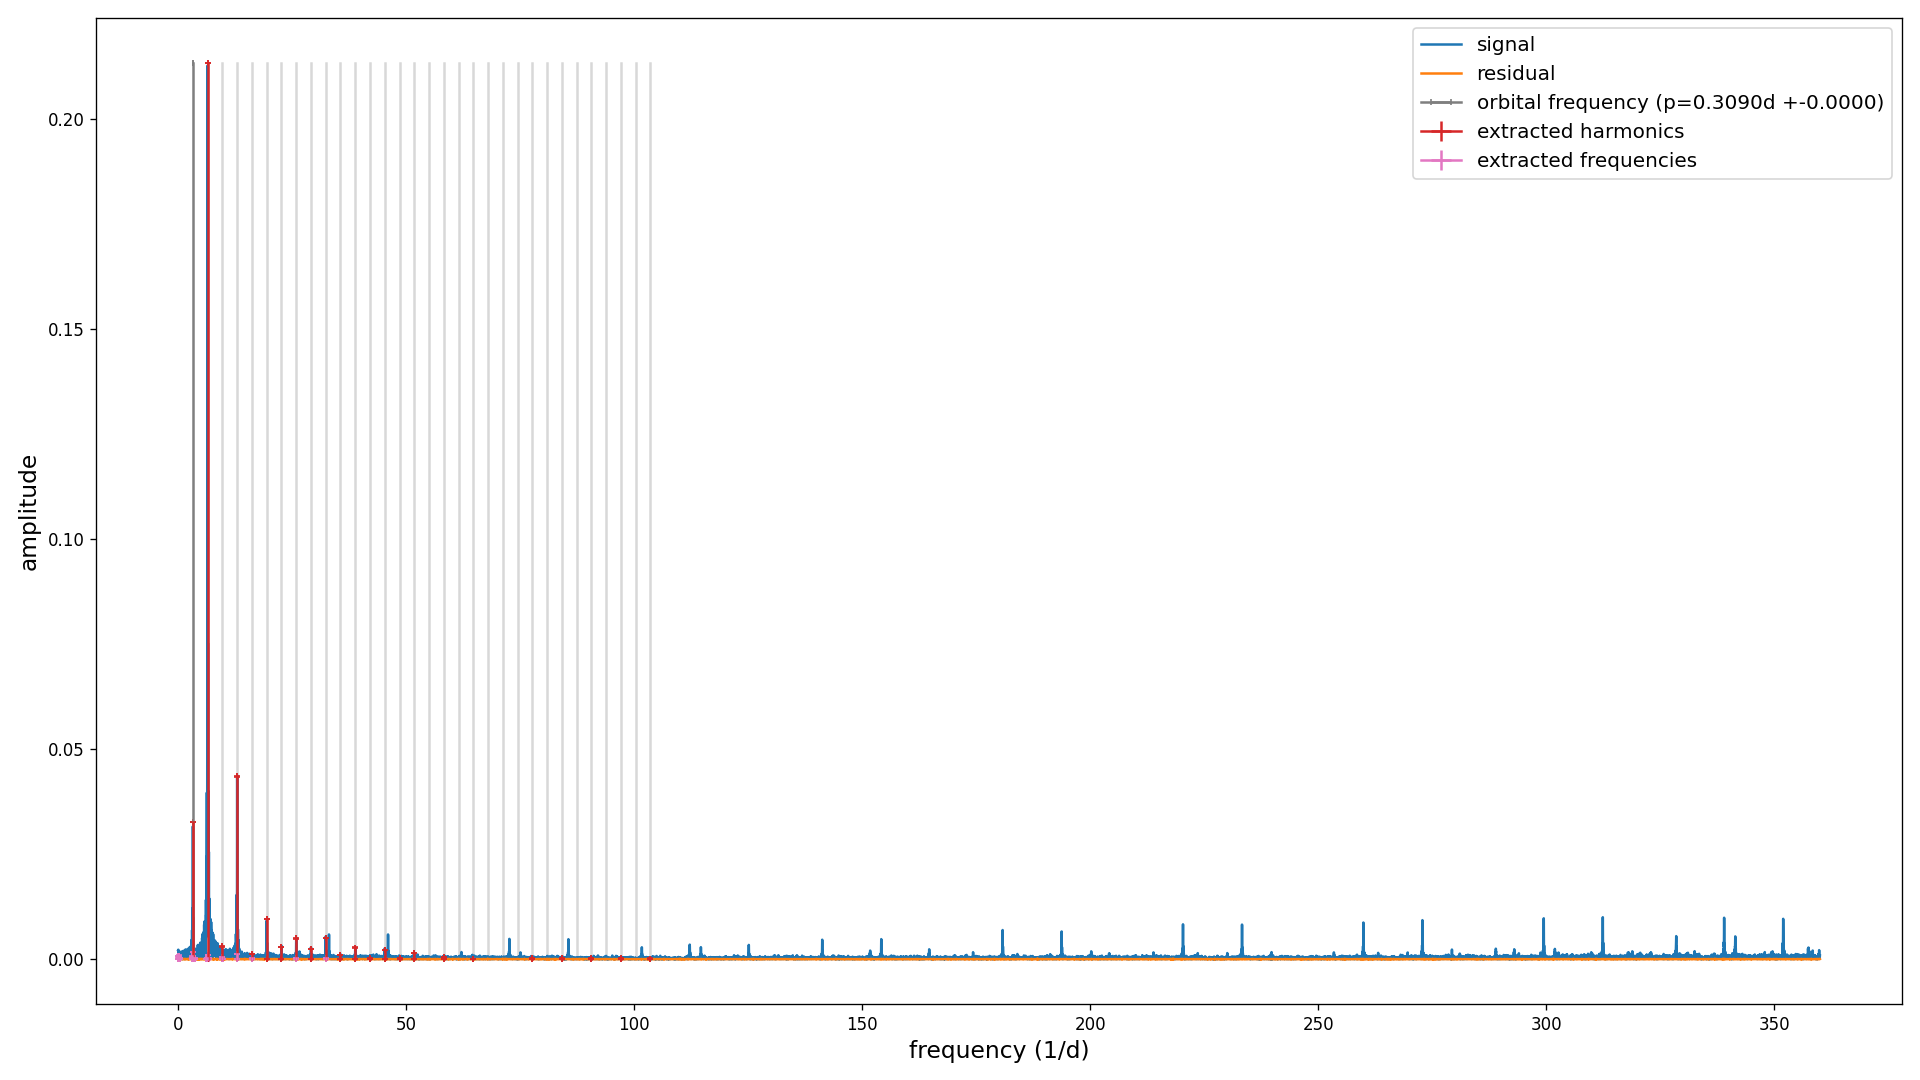 signal
residual
orbital frequency (p=0.3090d +-0.0000)
extracted harmonics
extracted frequencies
0.20
0.15
0.10
0.05
0.00
amplitude
0 50 100 150 200 250 300 350
frequency (1/d)